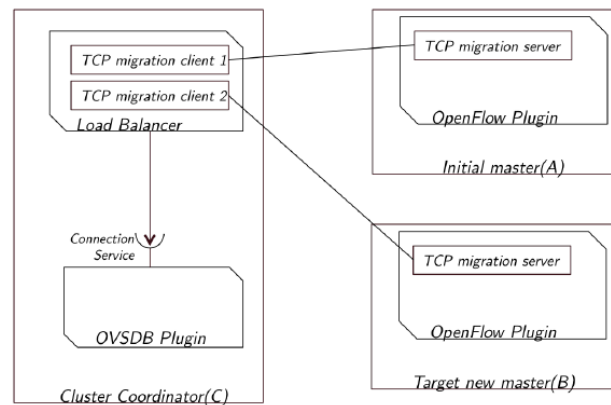 TCP migration client 1
TCP migration client 2
Load Balancer
Connection
Service
OVSDB Plugin
Cluster Coordinator(C)
TCP migration server
OpenFlow Plugin
Initial master(A)
TCP migration server
OpenFlow Plugin
Target new master(B)